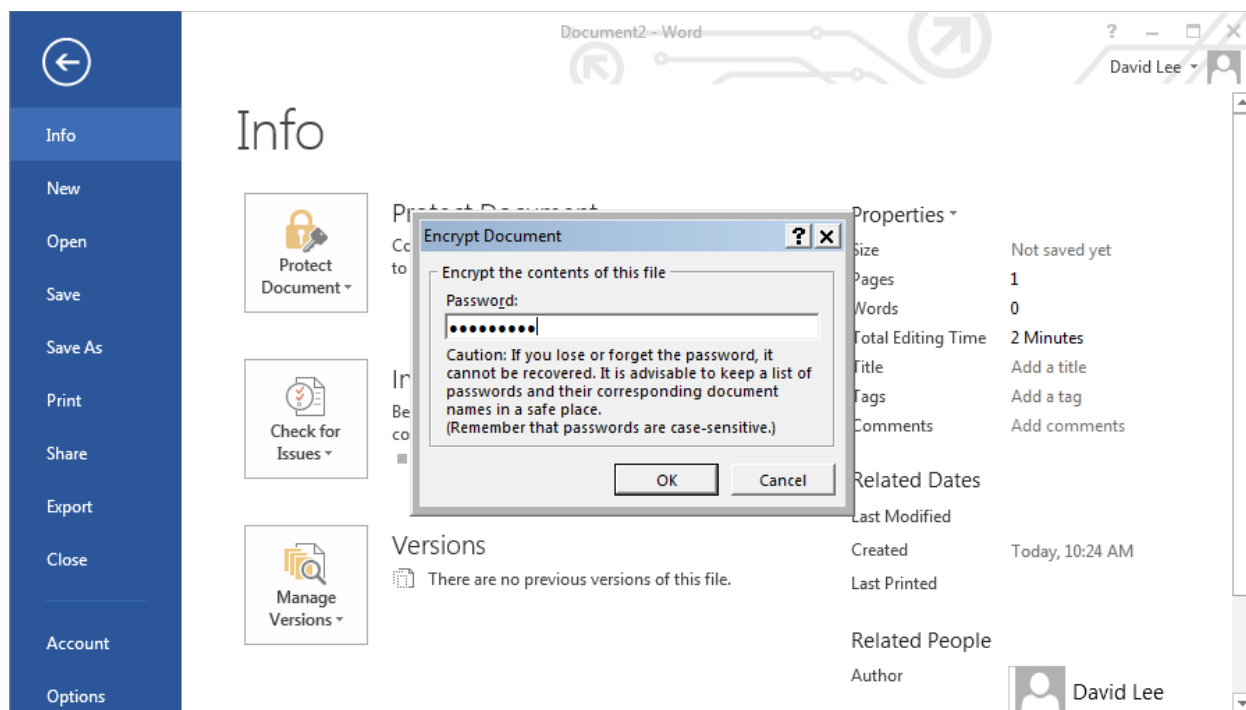 Document2 - Word
?
David Lee
Info
New
Open
Save
Save As
Print
Share
Export
Close
Account
Options
Info
Protect
Document
Check for
Issues
Manage
Versions
Protect Document
to
Encrypt Document
?
Encrypt the contents of this file
Password:
•••••••••
Caution: If you lose or forget the password, it
cannot be recovered. It is advisable to keep a list of
passwords and their corresponding document
names in a safe place.
(Remember that passwords are case-sensitive.)
OK Cancel
Versions
There are no previous versions of this file.
Properties
Size Not saved yet
Pages 1
Words 0
Total Editing Time 2 Minutes
Title Add a title
Tags Add a tag
Comments Add comments
Related Dates
Last Modified
Created Today, 10:24 AM
Last Printed
Related People
Author
David Lee